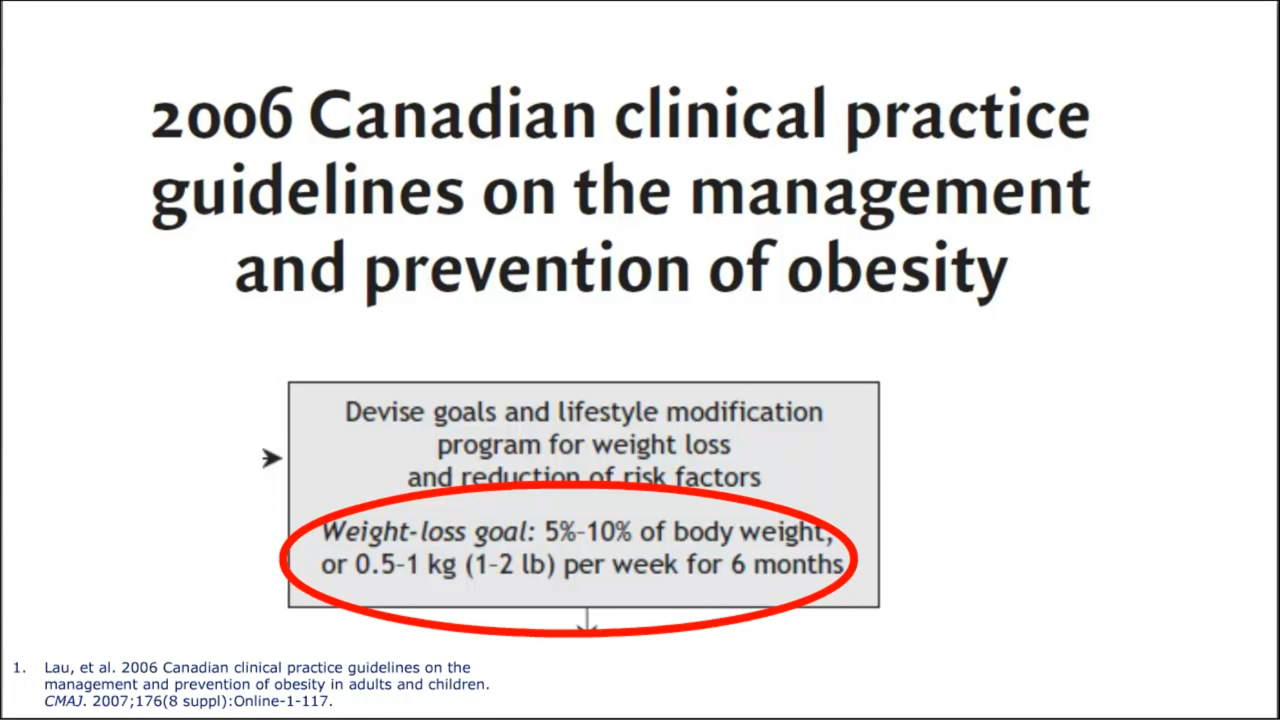 2006 Canadian clinical practice
guidelines on the management
and prevention of obesity
Devise goals and lifestyle modification
program for weight loss
and reduction of risk factors
Weight-loss goal: 5%–10% of body weight,
or 0.5–1 kg (1–2 lb) per week for 6 months
1. Lau, et al. 2006 Canadian clinical practice guidelines on the
management and prevention of obesity in adults and children.
CMAJ. 2007;176(8 suppl):Online-1-117.